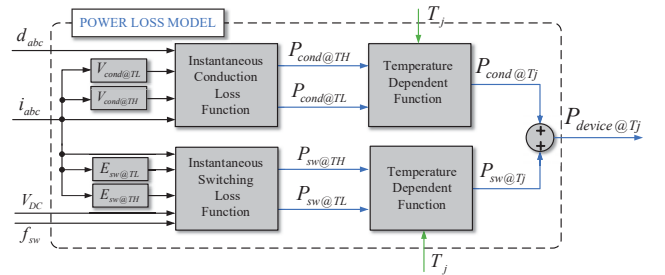 POWER LOSS MODEL
T_j
d_abc
V_cond@TL
V_cond@TH
i_abc
Instantaneous
Conduction
Loss
Function
P_cond@TH
P_cond@TL
Temperature
Dependent
Function
P_cond@Tj
E_sw@TL
E_sw@TH
V_DC
f_sw
Instantaneous
Switching
Loss
Function
P_sw@TH
P_sw@TL
Temperature
Dependent
Function
P_sw@Tj
+
+
P_device@Tj
T_j